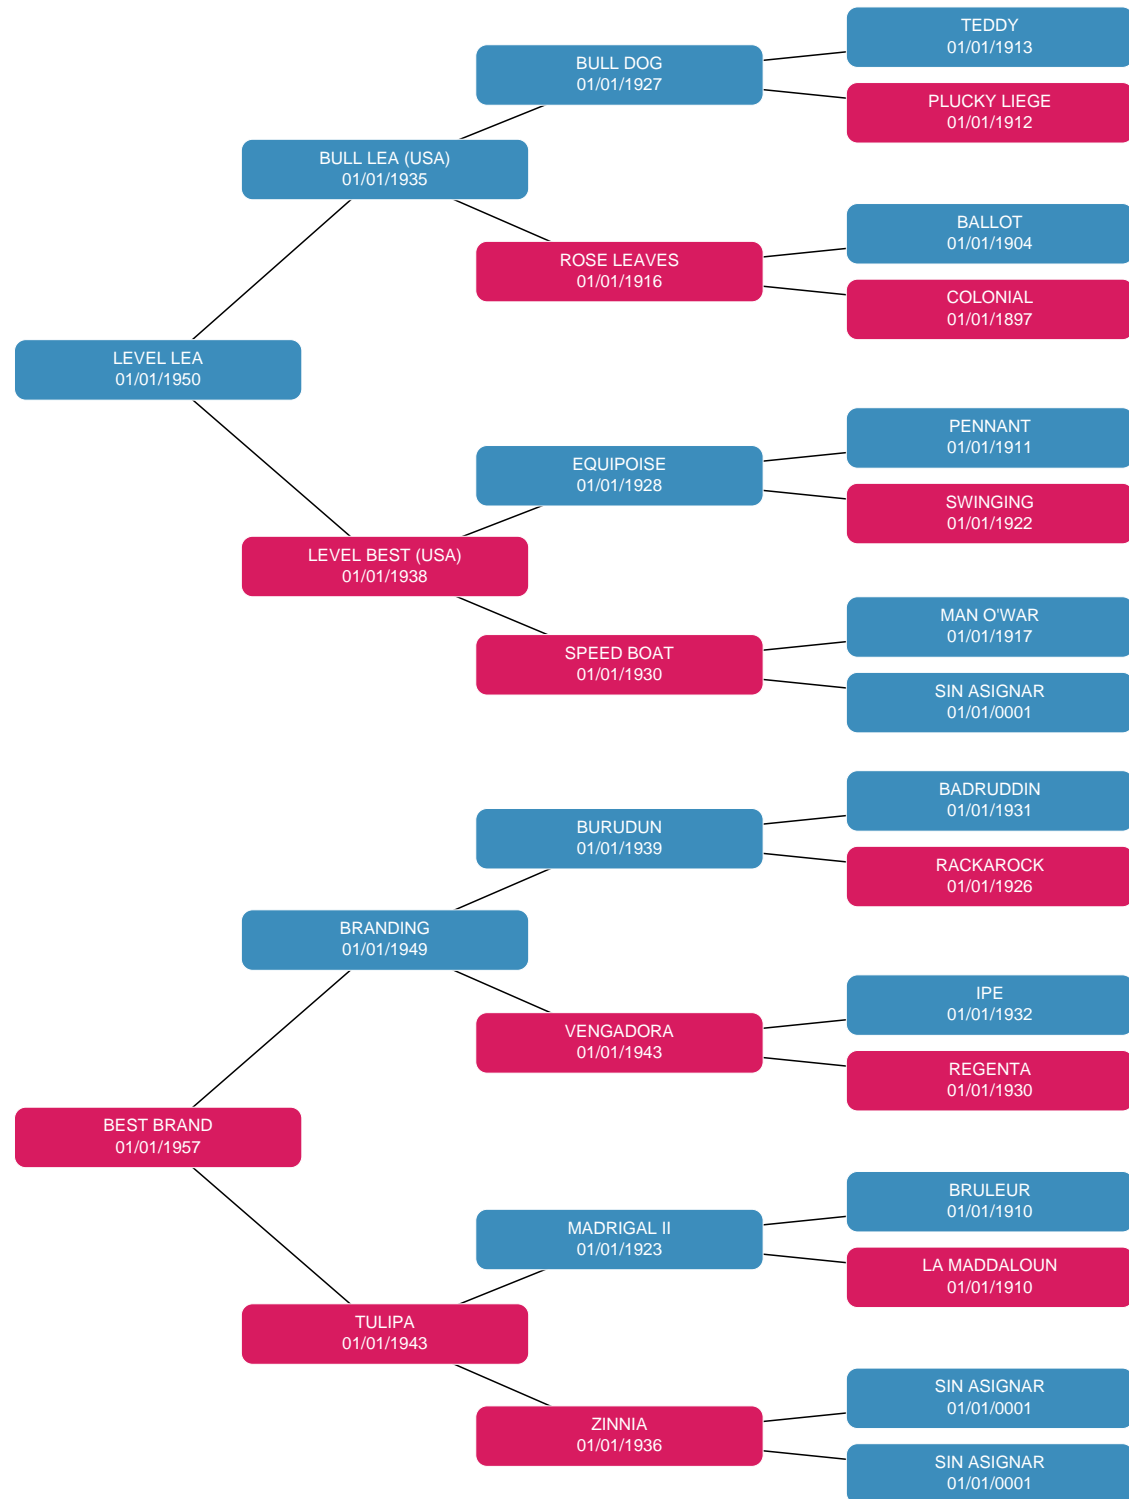 TEDDY
01/01/1913
BULL DOG
01/01/1927
PLUCKY LIEGE
01/01/1912
BULL LEA (USA)
01/01/1935
BALLOT
01/01/1904
ROSE LEAVES
01/01/1916
COLONIAL
01/01/1897
LEVEL LEA
01/01/1950
PENNANT
01/01/1911
EQUIPOISE
01/01/1928
SWINGING
01/01/1922
LEVEL BEST (USA)
01/01/1938
MAN O'WAR
01/01/1917
SPEED BOAT
01/01/1930
SIN ASIGNAR
01/01/0001
BADRUDDIN
01/01/1931
BURUDUN
01/01/1939
RACKAROCK
01/01/1926
BRANDING
01/01/1949
IPE
01/01/1932
VENGADORA
01/01/1943
REGENTA
01/01/1930
BEST BRAND
01/01/1957
BRULEUR
01/01/1910
MADRIGAL II
01/01/1923
LA MADDALOUN
01/01/1910
TULIPA
01/01/1943
SIN ASIGNAR
01/01/0001
ZINNIA
01/01/1936
SIN ASIGNAR
01/01/0001